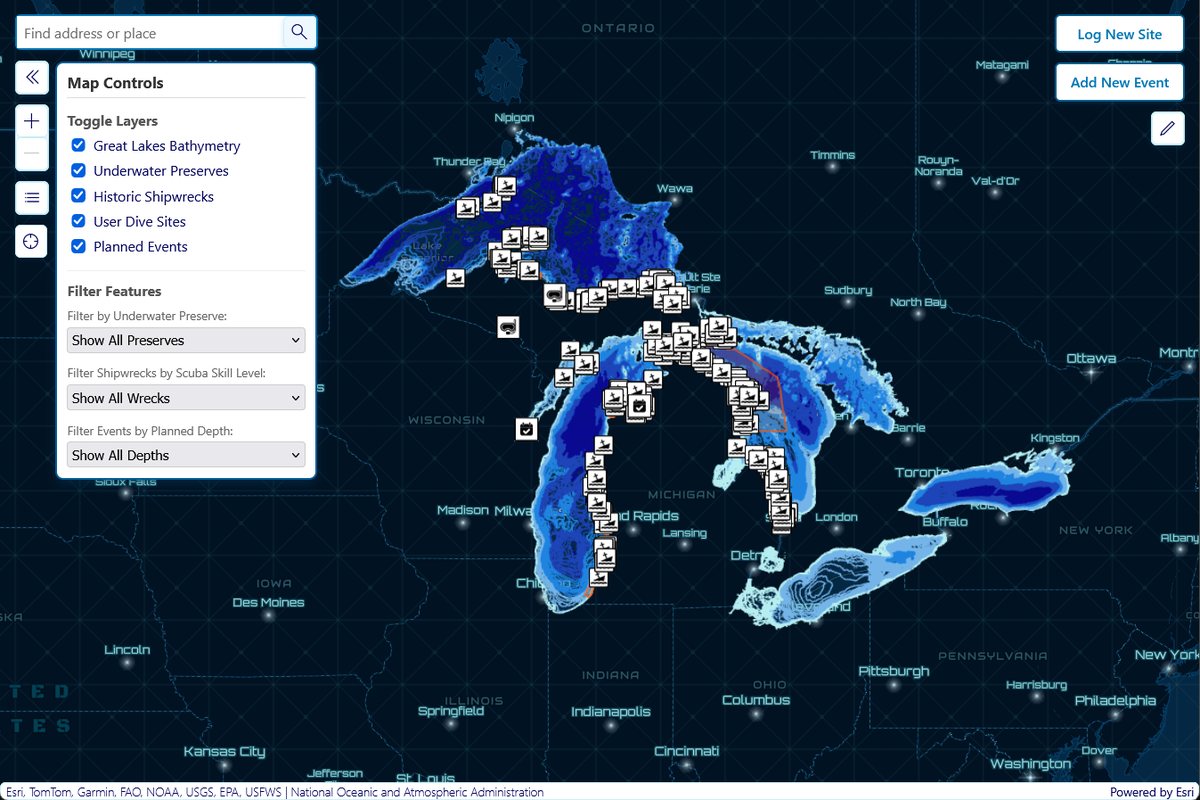 Find address or place
Log New Site
Add New Event
Map Controls
Toggle Layers
Great Lakes Bathymetry
Underwater Preserves
Historic Shipwrecks
User Dive Sites
Planned Events
Filter Features
Filter by Underwater Preserve:
Show All Preserves
Filter Shipwrecks by Scuba Skill Level:
Show All Wrecks
Filter Events by Planned Depth:
Show All Depths
ONTARIO
Winnipeg
Matagami
Nipigon
Thunder Bay
Timmins
Rouyn-
Noranda
Val-d'Or
Wawa
Lake
Superior
Sudbury
North Bay
Ottawa
WISCONSIN
Barrie
Kingston
Toronto
Sioux Falls
MICHIGAN
Madison
London
Buffalo
NEW YORK
Lansing
Albany
IOWA
Des Moines
Lincoln
PENNSYLVANIA
New York
Pittsburgh
INDIANA
OHIO
Harrisburg
ILLINOIS
Columbus
Philadelphia
Springfield
Indianapolis
Kansas City
Cincinnati
Dover
Washington
Jefferson
St. Louis
Esri, TomTom, Garmin, FAO, NOAA, USGS, EPA, USFWS | National Oceanic and Atmospheric Administration
Powered by Esri